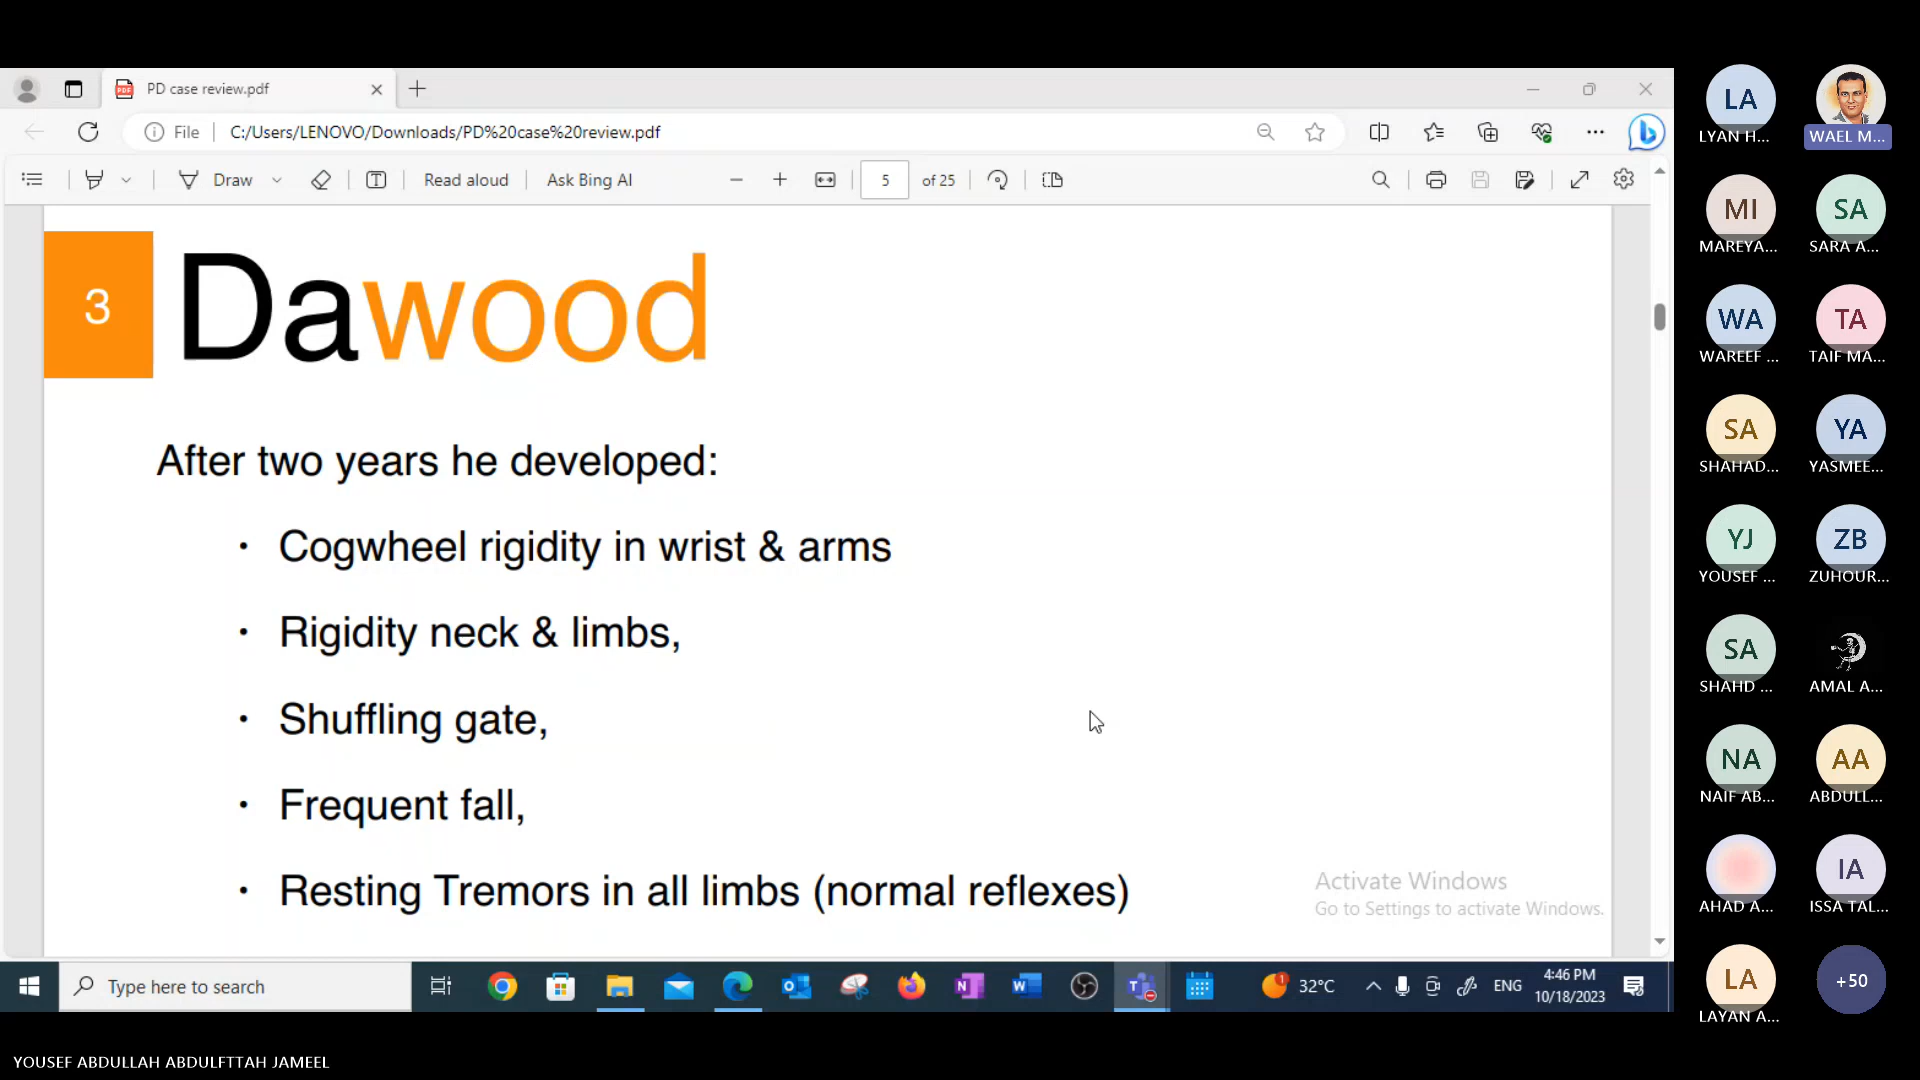 PD case review.pdf
File
C:/Users/LENOVO/Downloads/PD%20case%20review.pdf
Draw
Read aloud
Ask Bing AI
5
of 25
3
Dawood
After two years he developed:
· Cogwheel rigidity in wrist & arms
· Rigidity neck & limbs,
· Shuffling gate,
· Frequent fall,
· Resting Tremors in all limbs (normal reflexes)
Activate Windows
Go to Settings to activate Windows.
Type here to search
32°C
ENG
4:46 PM
10/18/2023
LA
LYAN H...
WAEL M...
MI
MAREYA...
SA
SARA A...
WA
WAREEF ...
TA
TAIF MA...
SA
SHAHAD...
YA
YASMEE...
YJ
YOUSEF ...
ZB
ZUHOUR...
SA
SHAHD ...
AMAL A...
NA
NAIF AB...
AA
ABDULL...
AHAD A...
IA
ISSA TAL...
LA
LAYAN A...
+50
YOUSEF ABDULLAH ABDULFTTAH JAMEEL